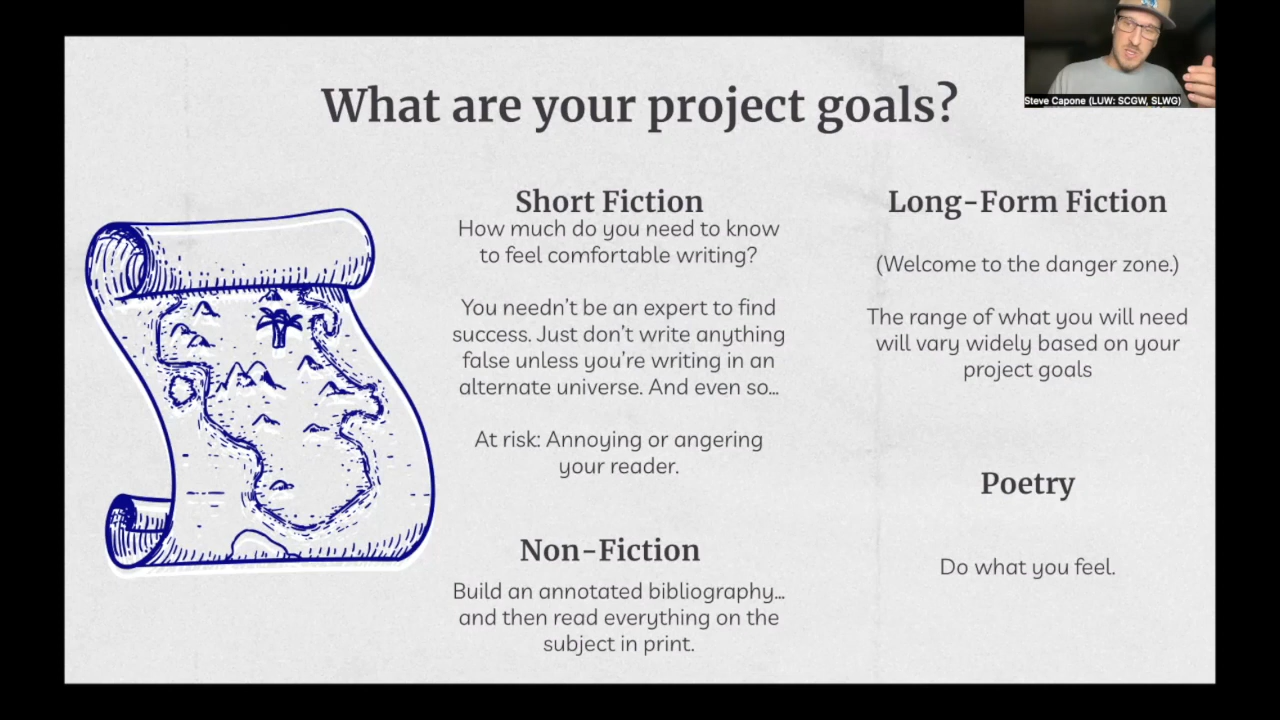 What are your project goals?
Steve Capone (LUW: SCGW, SLWG)
Short Fiction
How much do you need to know
to feel comfortable writing?
You needn't be an expert to find
success. Just don't write anything
false unless you're writing in an
alternate universe. And even so...
At risk: Annoying or angering
your reader.
Non-Fiction
Build an annotated bibliography...
and then read everything on the
subject in print.
Long-Form Fiction
(Welcome to the danger zone.)
The range of what you will need
will vary widely based on your
project goals
Poetry
Do what you feel.